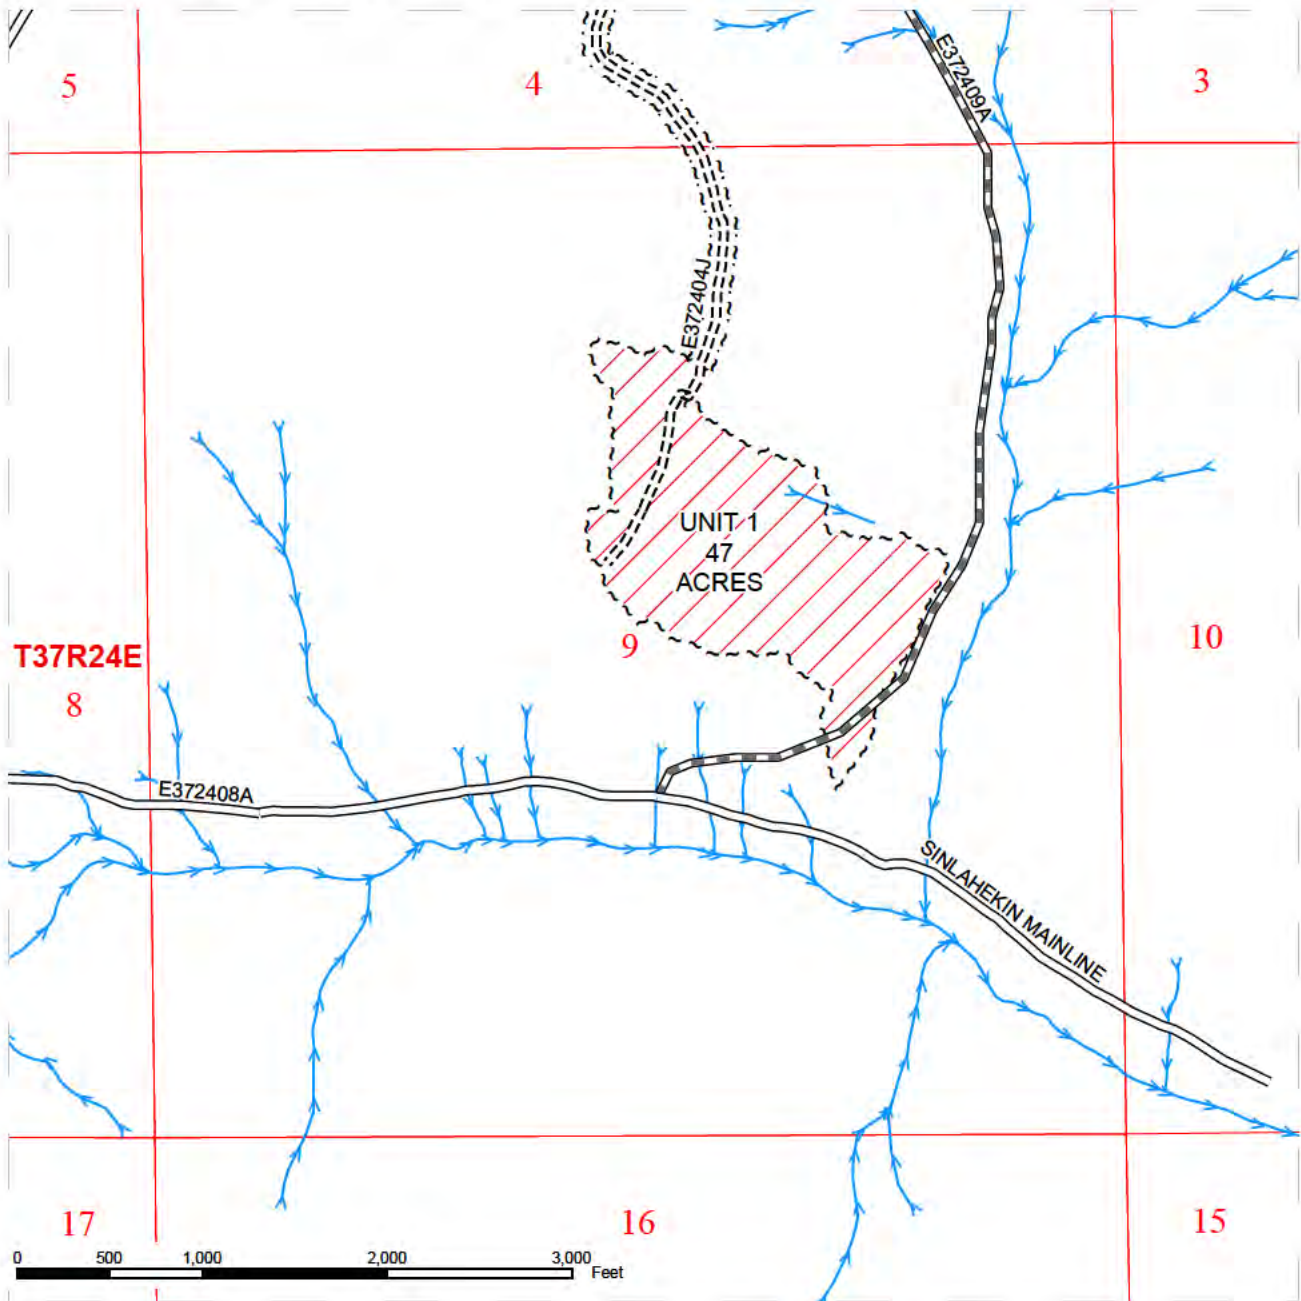 5
4
3
E372409A
E372404J
UNIT 1
47
ACRES
9
10
T37R24E
8
E372408A
SINLAHEKIN MAINLINE
17
16
15
0 500 1,000 2,000 3,000
Feet